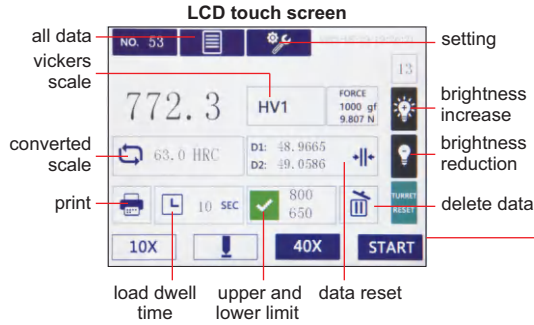 LCD touch screen
all data
NO. 53
setting
vickers
scale
13
772.3
HV1
FORCE
1000 gf
9.807 N
brightness
increase
converted
scale
63.0 HRC
D1: 48.9665
D2: 49.0586
brightness
reduction
print
10 SEC
800
650
TURRET
RESET
delete data
10X
40X
START
load dwell
time
upper and
lower limit
data reset